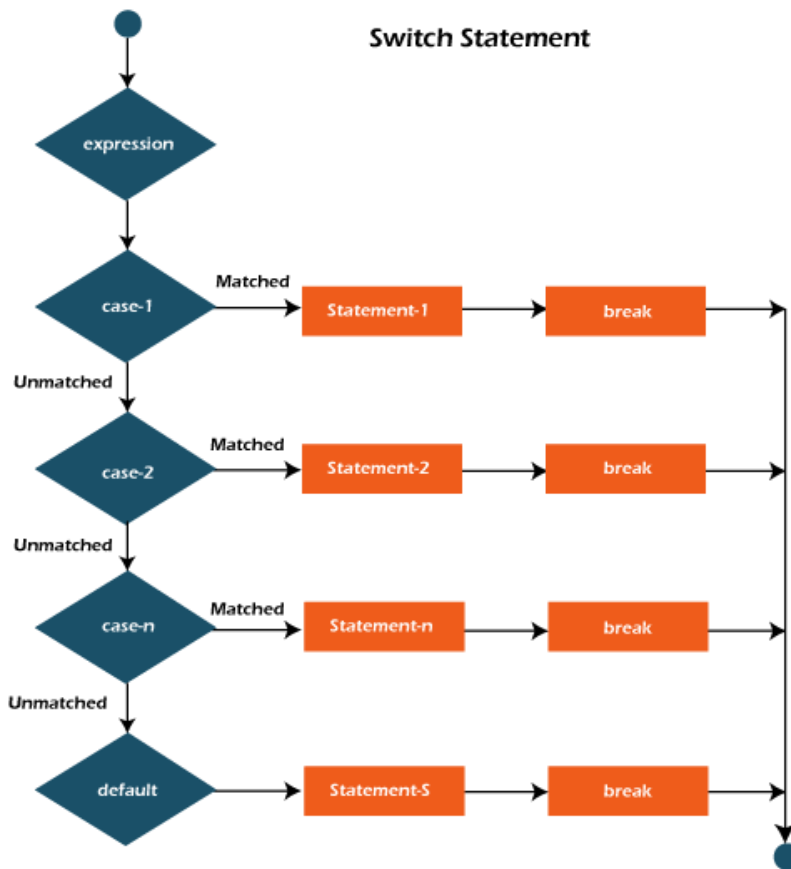 Switch Statement
expression
Matched
case-1
Statement-1
break
Unmatched
Matched
case-2
Statement-2
break
Unmatched
Matched
case-n
Statement-n
break
Unmatched
default
Statement-S
break